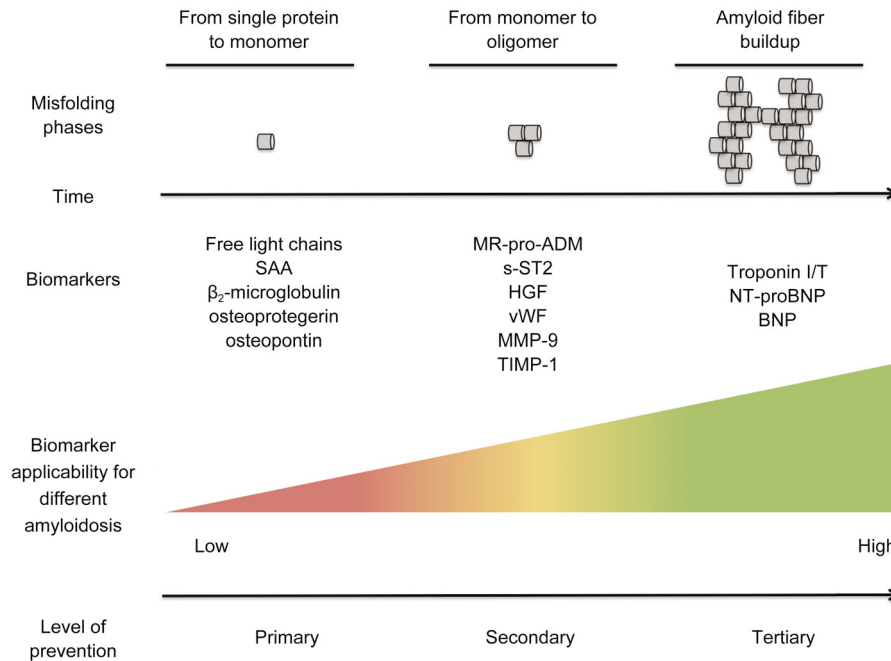 From single protein
to monomer
From monomer to
oligomer
Amyloid fiber
buildup
Misfolding
phases
Time
Biomarkers
Free light chains
SAA
β₂-microglobulin
osteoprotegerin
osteopontin
MR-pro-ADM
s-ST2
HGF
vWF
MMP-9
TIMP-1
Troponin I/T
NT-proBNP
BNP
Biomarker
applicability for
different
amyloidosis
Low
High
Level of
prevention
Primary
Secondary
Tertiary